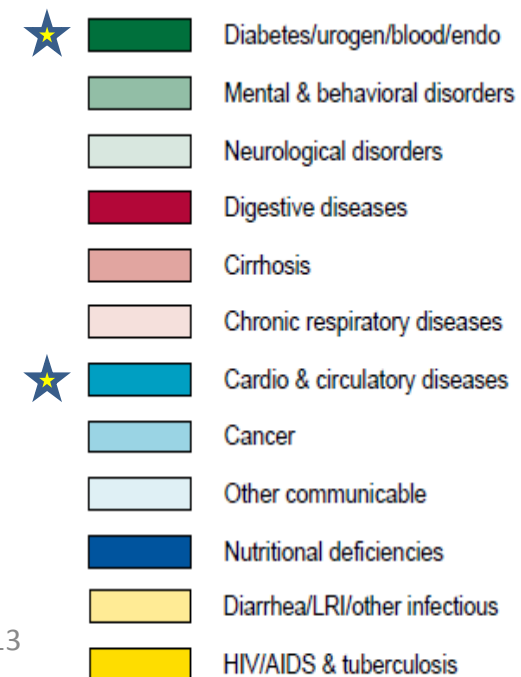 Diabetes/urogen/blood/endo
Mental & behavioral disorders
Neurological disorders
Digestive diseases
Cirrhosis
Chronic respiratory diseases
Cardio & circulatory diseases
Cancer
Other communicable
Nutritional deficiencies
Diarrhea/LRI/other infectious
13
HIV/AIDS & tuberculosis